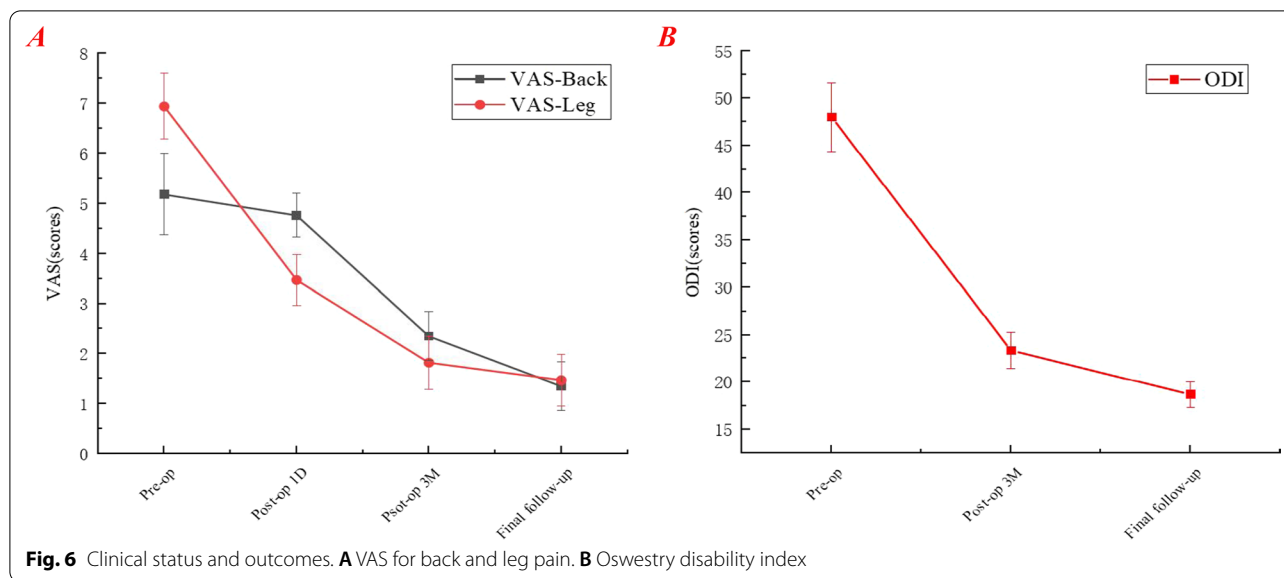 A
8
7
6
5
4
3
2
1
0
VAS(scores)
VAS-Back
VAS-Leg
Pre-op
Post-op 1D
Psot-op 3M
Final follow-up
B
55
50
45
40
35
30
25
20
15
ODI(scores)
ODI
Pre-op
Post-op 3M
Final follow-up
Fig. 6 Clinical status and outcomes. A VAS for back and leg pain. B Oswestry disability index